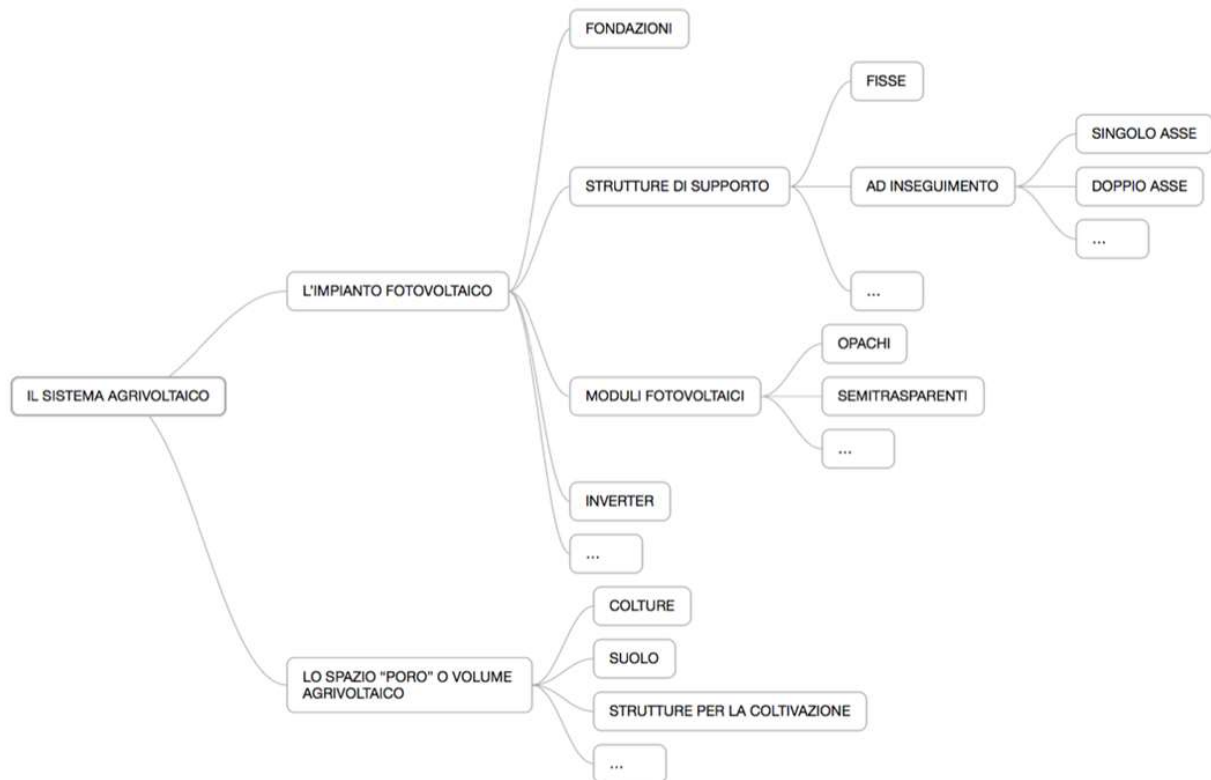 IL SISTEMA AGRIVOLTAICO
L'IMPIANTO FOTOVOLTAICO
FONDAZIONI
STRUTTURE DI SUPPORTO
FISSE
AD INSEGUIMENTO
SINGOLO ASSE
DOPPIO ASSE
...
...
MODULI FOTOVOLTAICI
OPACHI
SEMITRASPARENTI
...
INVERTER
...
LO SPAZIO "PORO" O VOLUME
AGRIVOLTAICO
COLTURE
SUOLO
STRUTTURE PER LA COLTIVAZIONE
...